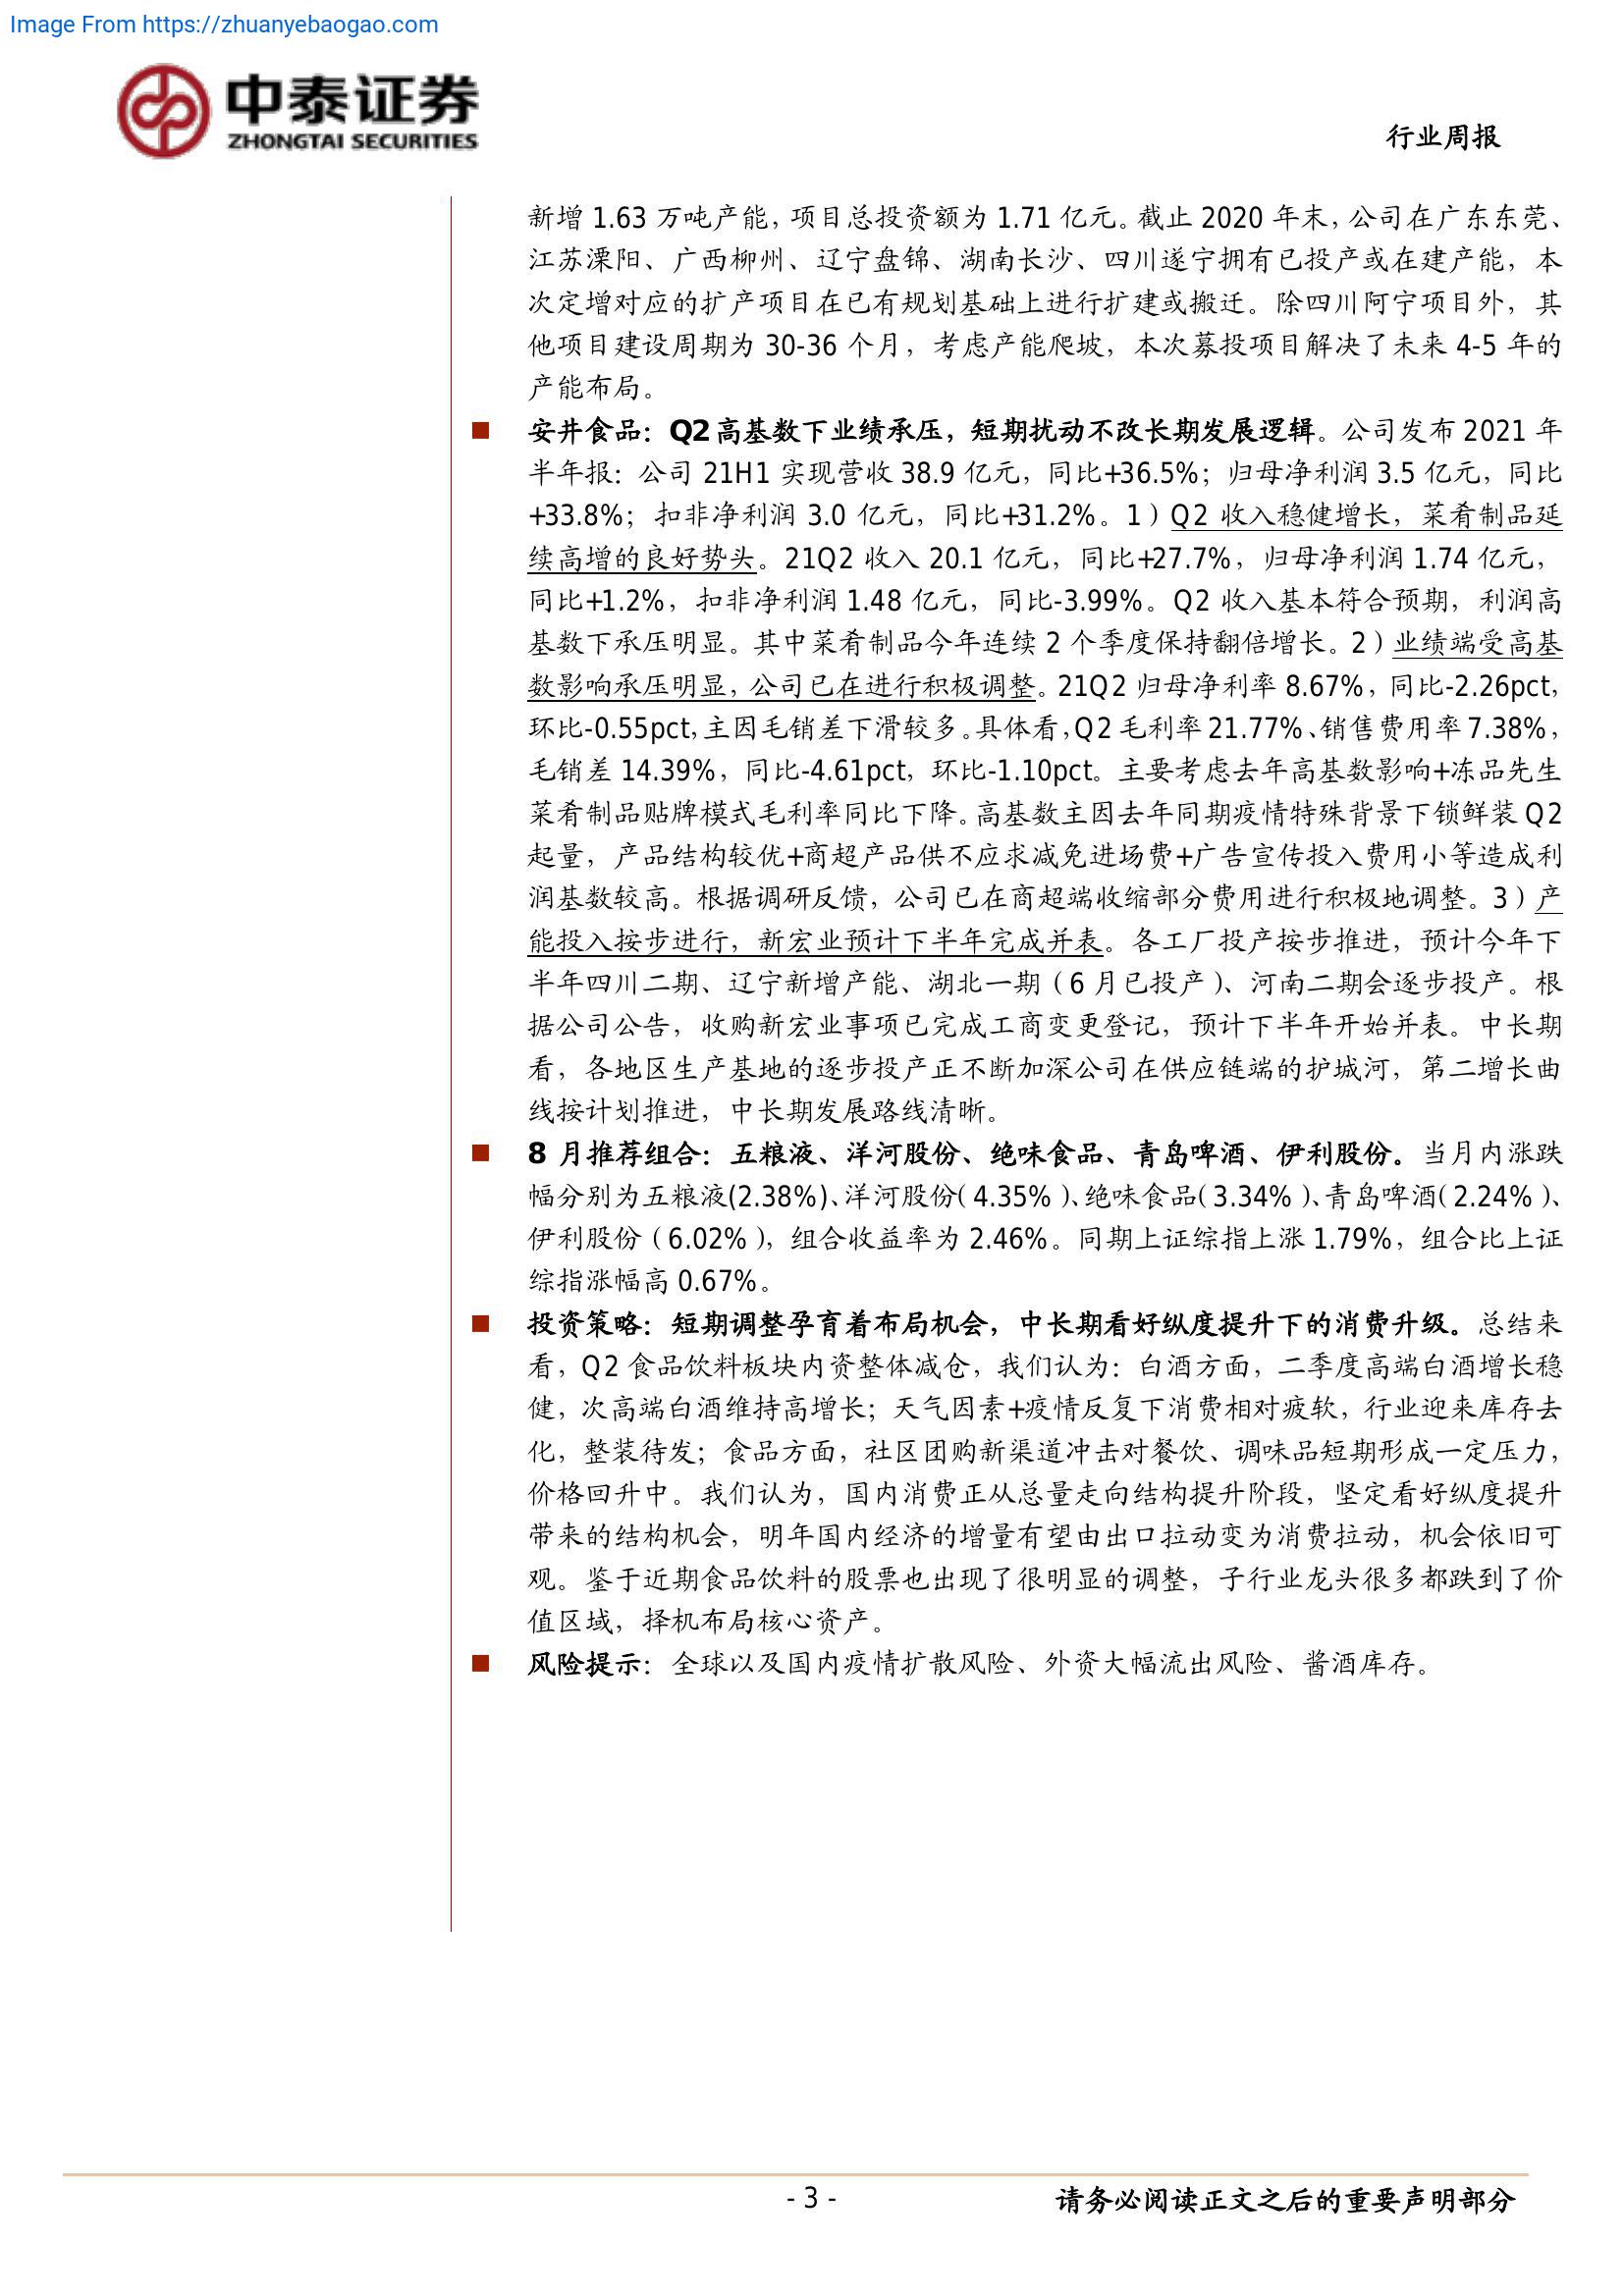 Image From https://zhuanyebaogao.com
中泰证券
ZHONGTAI SECURITIES
行业周报
新增 1.63 万吨产能，项目总投资额为 1.71 亿元。截止 2020 年末，公司在广东东莞、
江苏溧阳、广西柳州、辽宁盘锦、湖南长沙、四川遂宁拥有已投产或在建产能，本
次定增对应的扩产项目在已有规划基础上进行扩建或搬迁。除四川阿宁项目外，其
他项目建设周期为 30-36 个月，考虑产能爬坡，本次募投项目解决了未来 4-5 年的
产能布局。
■ 安井食品：Q2 高基数下业绩承压，短期扰动不改长期发展逻辑。公司发布 2021 年
半年报：公司 21H1 实现营收 38.9 亿元，同比+36.5%；归母净利润 3.5 亿元，同比
+33.8%；扣非净利润 3.0 亿元，同比+31.2%。1）Q2 收入稳健增长，菜肴制品延
续高增的良好势头。21Q2 收入 20.1 亿元，同比+27.7%，归母净利润 1.74 亿元，
同比+1.2%，扣非净利润 1.48 亿元，同比-3.99%。Q2 收入基本符合预期，利润高
基数下承压明显。其中菜肴制品今年连续 2 个季度保持翻倍增长。2）业绩端受高基
数影响承压明显，公司已在进行积极调整。21Q2 归母净利率 8.67%，同比-2.26pct，
环比-0.55pct，主因毛销差下滑较多。具体看，Q2 毛利率 21.77%、销售费用率 7.38%，
毛销差 14.39%，同比-4.61pct，环比-1.10pct。主要考虑去年高基数影响+冻品先生
菜肴制品贴牌模式毛利率同比下降。高基数主因去年同期疫情特殊背景下锁鲜装 Q2
起量，产品结构较优+商超产品供不应求减免进场费+广告宣传投入费用小等造成利
润基数较高。根据调研反馈，公司已在商超端收缩部分费用进行积极地调整。3）产
能投入按步进行，新宏业预计下半年完成并表。各工厂投产按步推进，预计今年下
半年四川二期、辽宁新增产能、湖北一期（6 月已投产）、河南二期会逐步投产。根
据公司公告，收购新宏业事项已完成工商变更登记，预计下半年开始并表。中长期
看，各地区生产基地的逐步投产正不断加深公司在供应链端的护城河，第二增长曲
线按计划推进，中长期发展路线清晰。
■ 8 月推荐组合：五粮液、洋河股份、绝味食品、青岛啤酒、伊利股份。当月内涨跌
幅分别为五粮液(2.38%)、洋河股份（4.35%）、绝味食品（3.34%）、青岛啤酒（2.24%）、
伊利股份（6.02%），组合收益率为 2.46%。同期上证综指上涨 1.79%，组合比上证
综指涨幅高 0.67%。
■ 投资策略：短期调整孕育着布局机会，中长期看好纵度提升下的消费升级。总结来
看，Q2 食品饮料板块内资整体减仓，我们认为：白酒方面，二季度高端白酒增长稳
健，次高端白酒维持高增长；天气因素+疫情反复下消费相对疲软，行业迎来库存去
化，整装待发；食品方面，社区团购新渠道冲击对餐饮、调味品短期形成一定压力，
价格回升中。我们认为，国内消费正从总量走向结构提升阶段，坚定看好纵度提升
带来的结构机会，明年国内经济的增量有望由出口拉动变为消费拉动，机会依旧可
观。鉴于近期食品饮料的股票也出现了很明显的调整，子行业龙头很多都跌到了价
值区域，择机布局核心资产。
■ 风险提示：全球以及国内疫情扩散风险、外资大幅流出风险、酱酒库存。
- 3 -
请务必阅读正文之后的重要声明部分